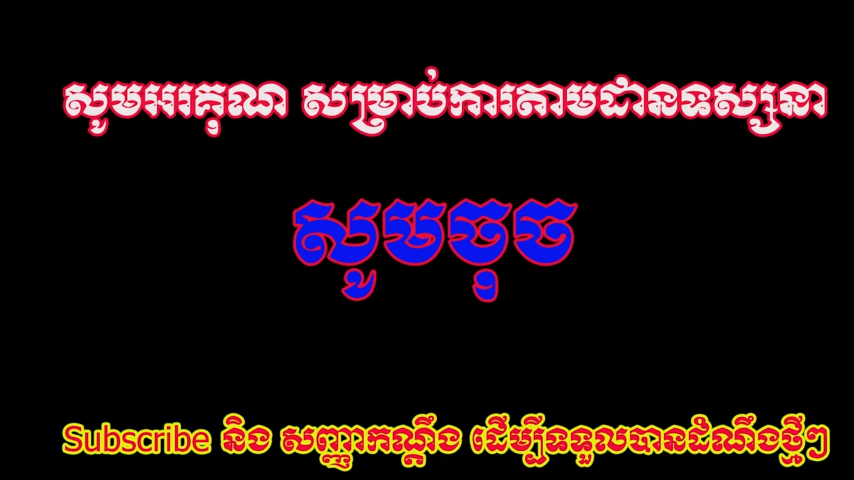 សូមអរគុណ សម្រាប់ការតាមដានទស្សនា
សូមចុច
Subscribe និង សញ្ញាកណ្ដឹង ដើម្បីទទួលបានដំណឹងថ្មីៗ